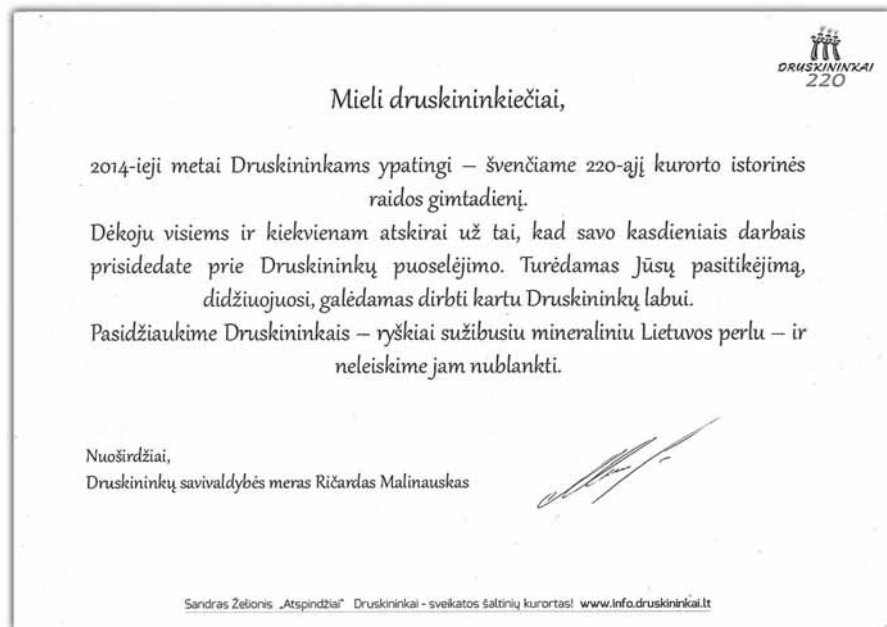 DRUSKININKAI
220
Mieli druskininkiečiai,
2014-ieji metai Druskininkams ypatingi – švenčiame 220-ąjį kurorto istorinės
raidos gimtadienį.
Dėkoju visiems ir kiekvienam atskirai už tai, kad savo kasdieniais darbais
prisidedate prie Druskininkų puoselėjimo. Turėdamas Jūsų pasitikėjimą,
didžiuojuosi, galėdamas dirbti kartu Druskininkų labui.
Pasidžiaukime Druskininkais – ryškiai sužibusiu mineraliniu Lietuvos perlu – ir
neleiskime jam nublankti.
Nuoširdžiai,
Druskininkų savivaldybės meras Ričardas Malinauskas
Sandras Želionis „Atspindžiai“ Druskininkai - sveikatos šaltinių kurortas! www.info.druskininkai.lt